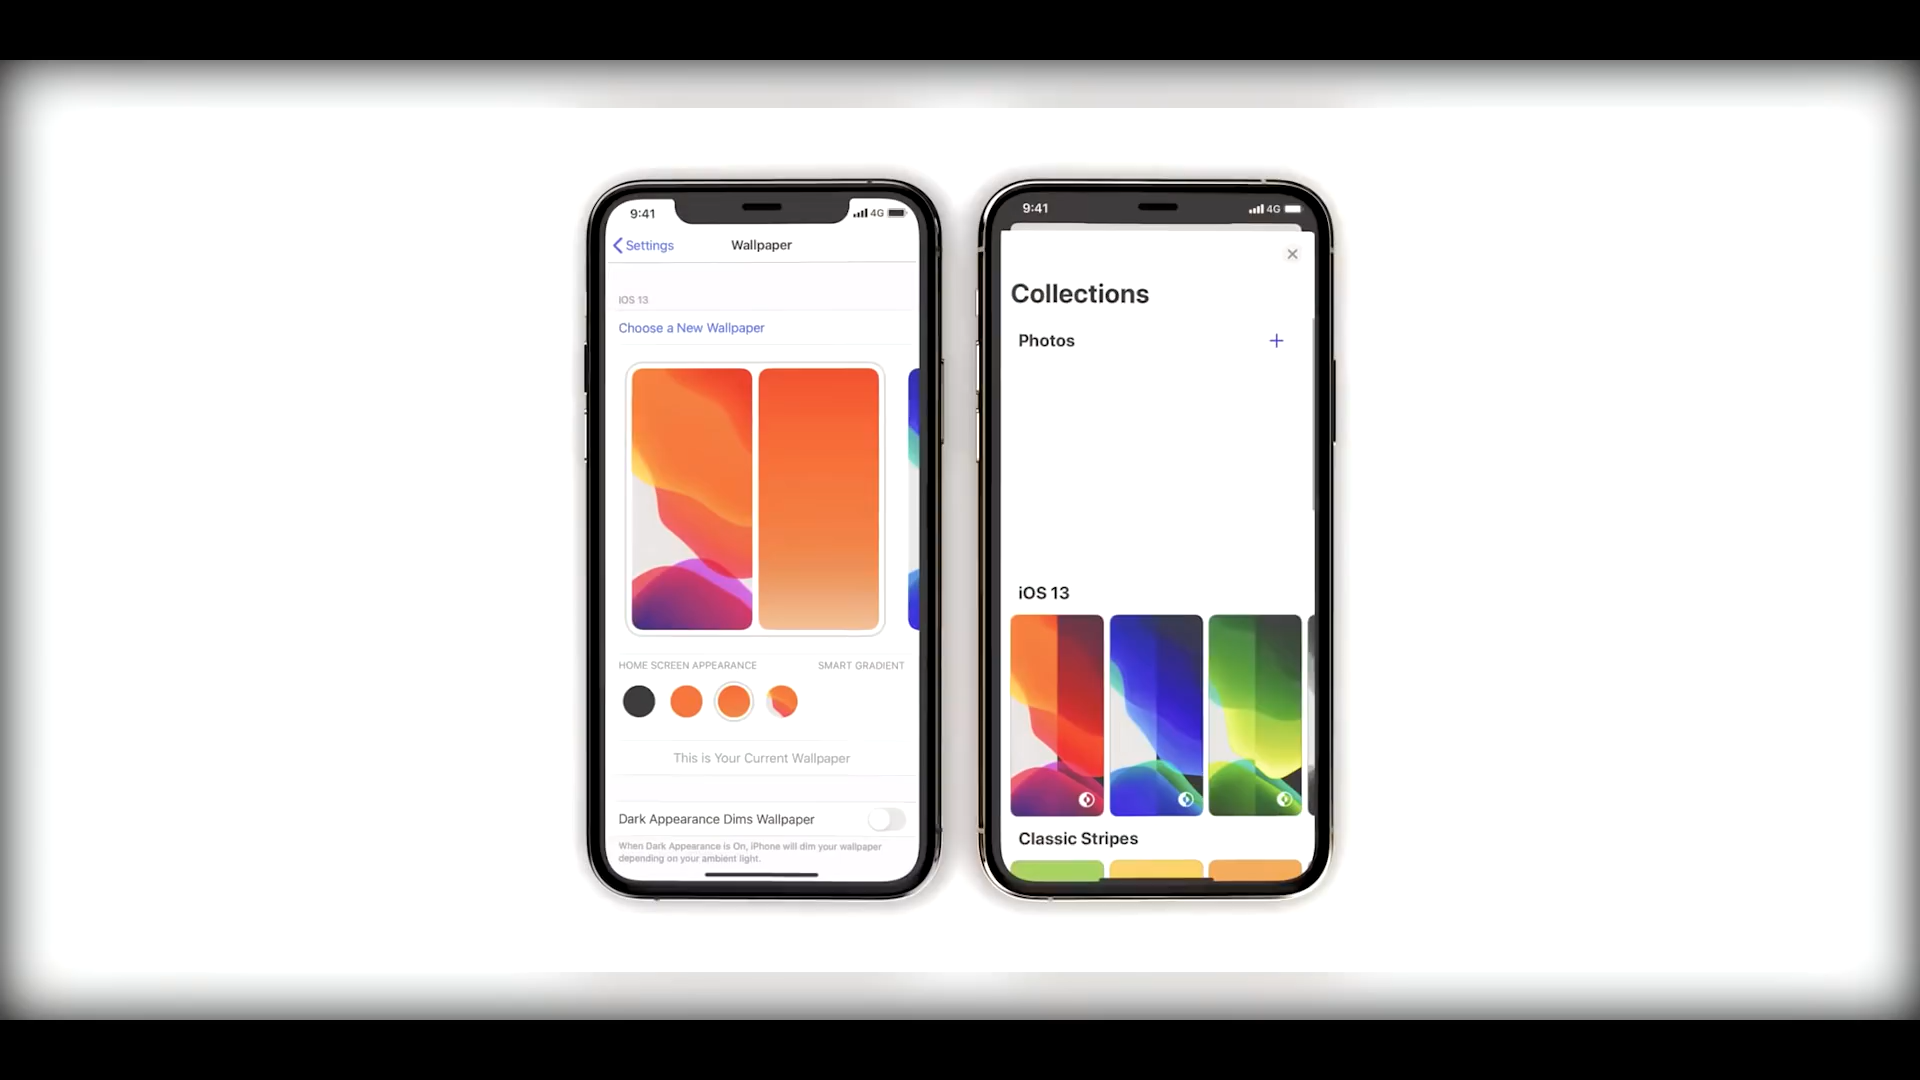 9:41
4G
Settings
Wallpaper
IOS 13
Choose a New Wallpaper
HOME SCREEN APPEARANCE
SMART GRADIENT
This is Your Current Wallpaper
Dark Appearance Dims Wallpaper
When Dark Appearance is On, iPhone will dim your wallpaper
depending on your ambient light.
9:41
4G
Collections
Photos
iOS 13
Classic Stripes